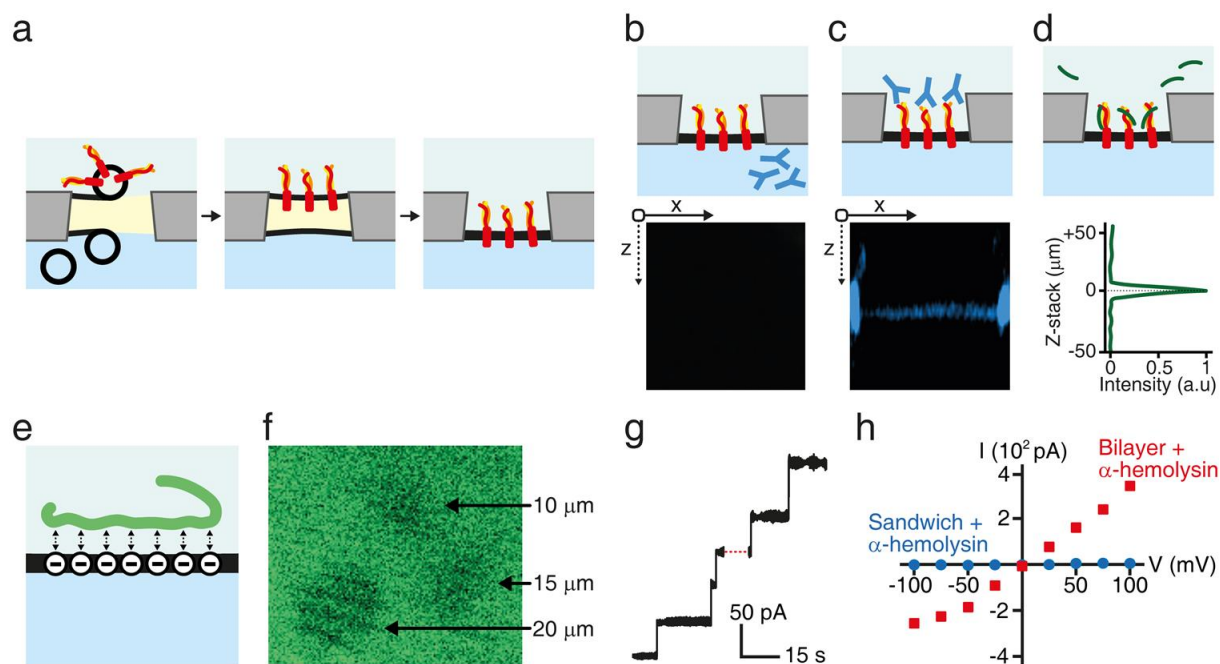 a
b
c
d
x
z
x
z
Z-stack (μm)
+50
0
-50
0 0.5 1
Intensity (a.u)
e
f
10 μm
15 μm
20 μm
g
50 pA
15 s
h
I (10² pA)
Bilayer +
α-hemolysin
4
2
Sandwich +
α-hemolysin
V (mV)
-100 -50 50 100
-2
-4